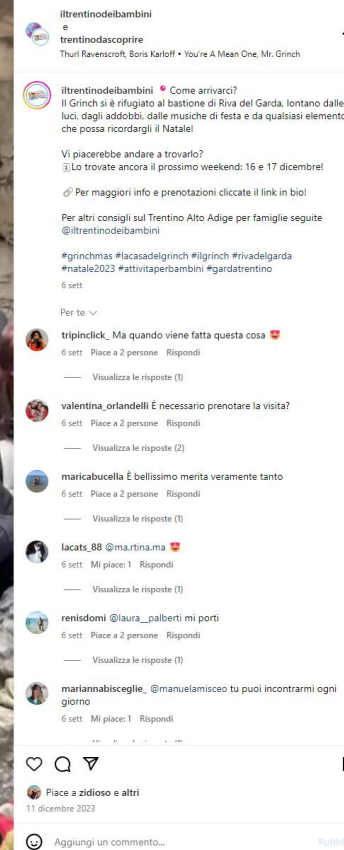 iltrentinodeibambini
e
trentinodascoprire
Thurl Ravenscroft, Boris Karloff • You're A Mean One, Mr. Grinch
iltrentinodeibambini 📍 Come arrivarci?
Il Grinch si è rifugiato al bastione di Riva del Garda, lontano dalle
luci, dagli addobbi, dalle musiche di festa e da qualsiasi elemento
che possa ricordargli il Natale!
Vi piacerebbe andare a trovarlo?
🗓Lo trovate ancora il prossimo weekend: 16 e 17 dicembre!
🔗 Per maggiori info e prenotazioni cliccate il link in bio!
Per altri consigli sul Trentino Alto Adige per famiglie seguite
@iltrentinodeibambini
#grinchmas #lacasadelgrinch #ilgrinch #rivadelgarda
#natale2023 #attivitaperbambini #gardatrentino
6 sett
Per te
tripinclick_ Ma quando viene fatta questa cosa 😍
6 sett Piace a 2 persone Rispondi
Visualizza le risposte (1)
valentina_orlandelli È necessario prenotare la visita?
6 sett Piace a 2 persone Rispondi
Visualizza le risposte (2)
maricabucella È bellissimo merita veramente tanto
6 sett Piace a 2 persone Rispondi
Visualizza le risposte (1)
lacats_88 @ma.rtina.ma 😍
6 sett Mi piace: 1 Rispondi
Visualizza le risposte (1)
renisdomi @laura__palberti mi porti
6 sett Piace a 2 persone Rispondi
Visualizza le risposte (1)
mariannabisceglie_ @manuelamisceo tu puoi incontrarmi ogni
giorno
6 sett Mi piace: 1 Rispondi
Piace a zidioso e altri
11 dicembre 2023
Aggiungi un commento... Pubbl